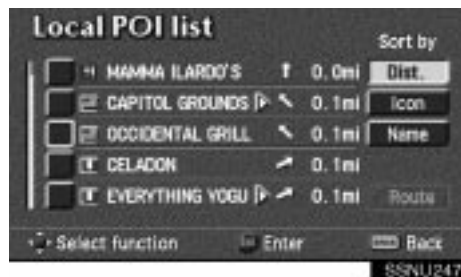 Local POI list
Sort by
MAMMA ILARDO'S 0.0mi Dist.
CAPITOL GROUNDS 0.1mi Icon
OCCIDENTAL GRILL 0.1mi Name
CELADON 0.1mi
EVERYTHING YOGU 0.1mi Route
Select function Enter Back
SSNU247